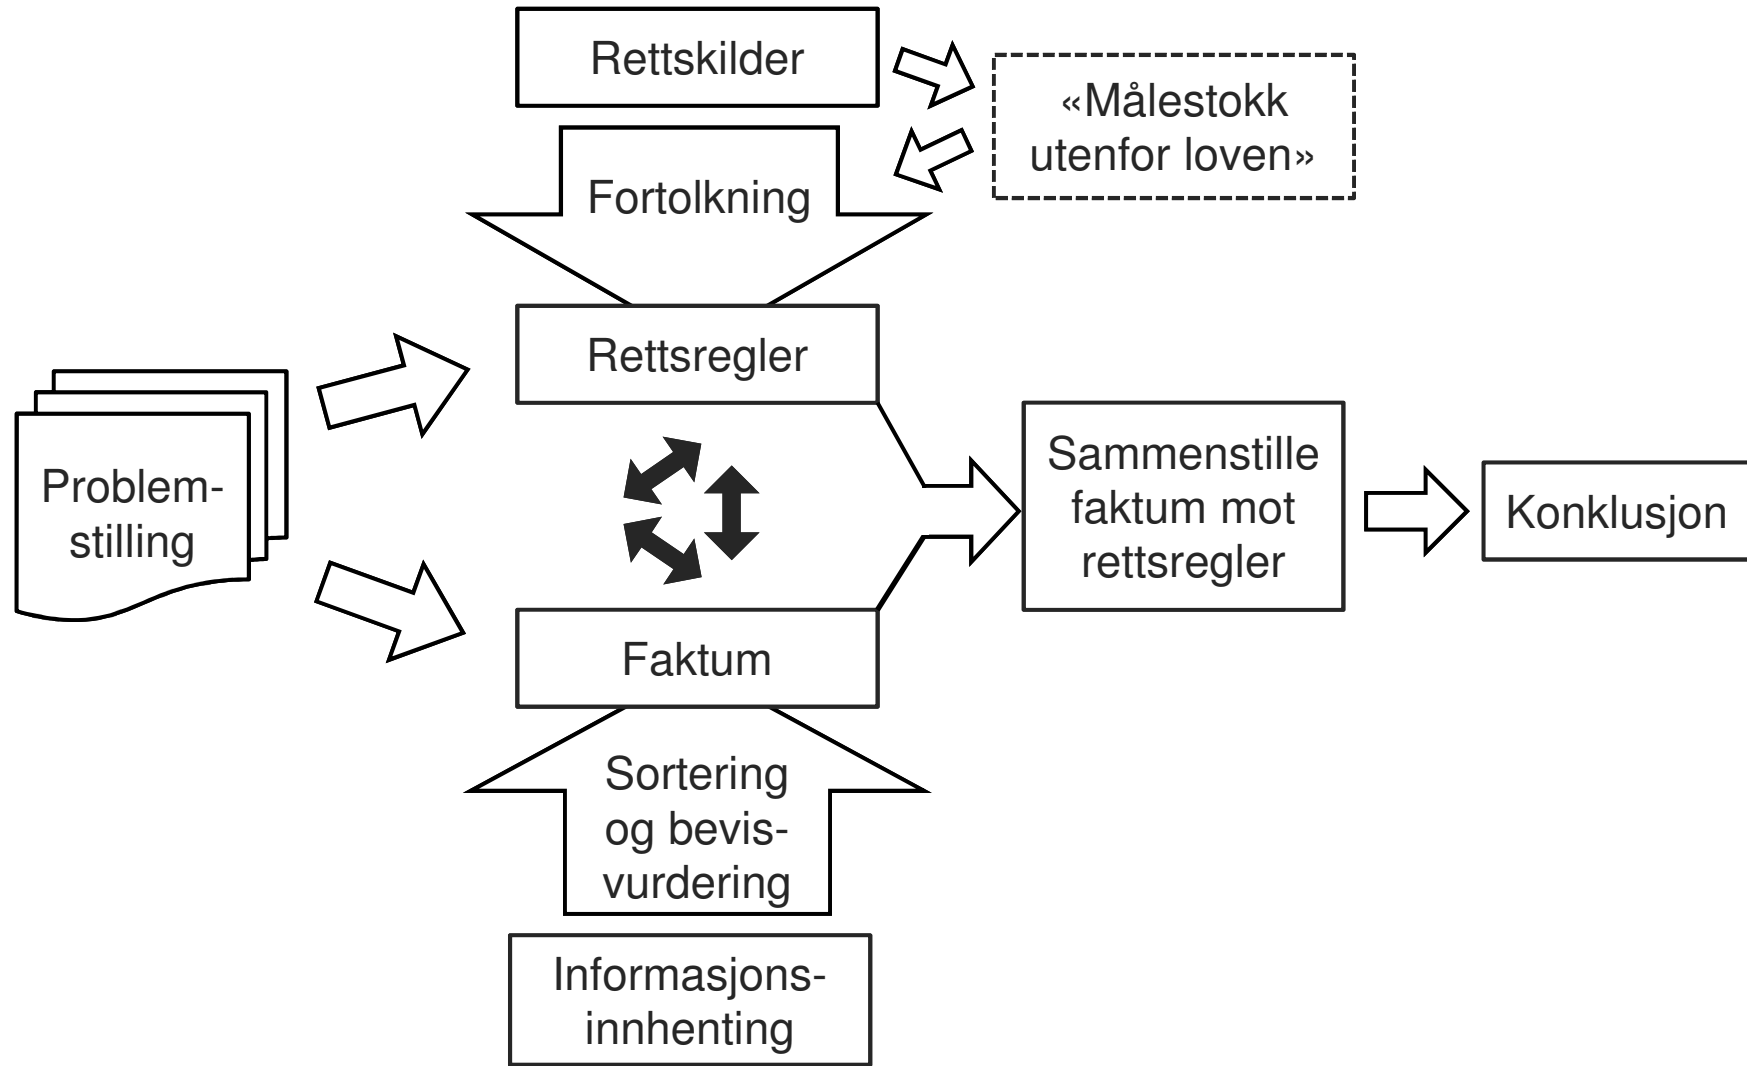 Rettskilder
«Målestokk
utenfor loven»
Fortolkning
Rettsregler
Problem-
stilling
Sammenstille
faktum mot
rettsregler
Konklusjon
Faktum
Sortering
og bevis-
vurdering
Informasjons-
innhenting